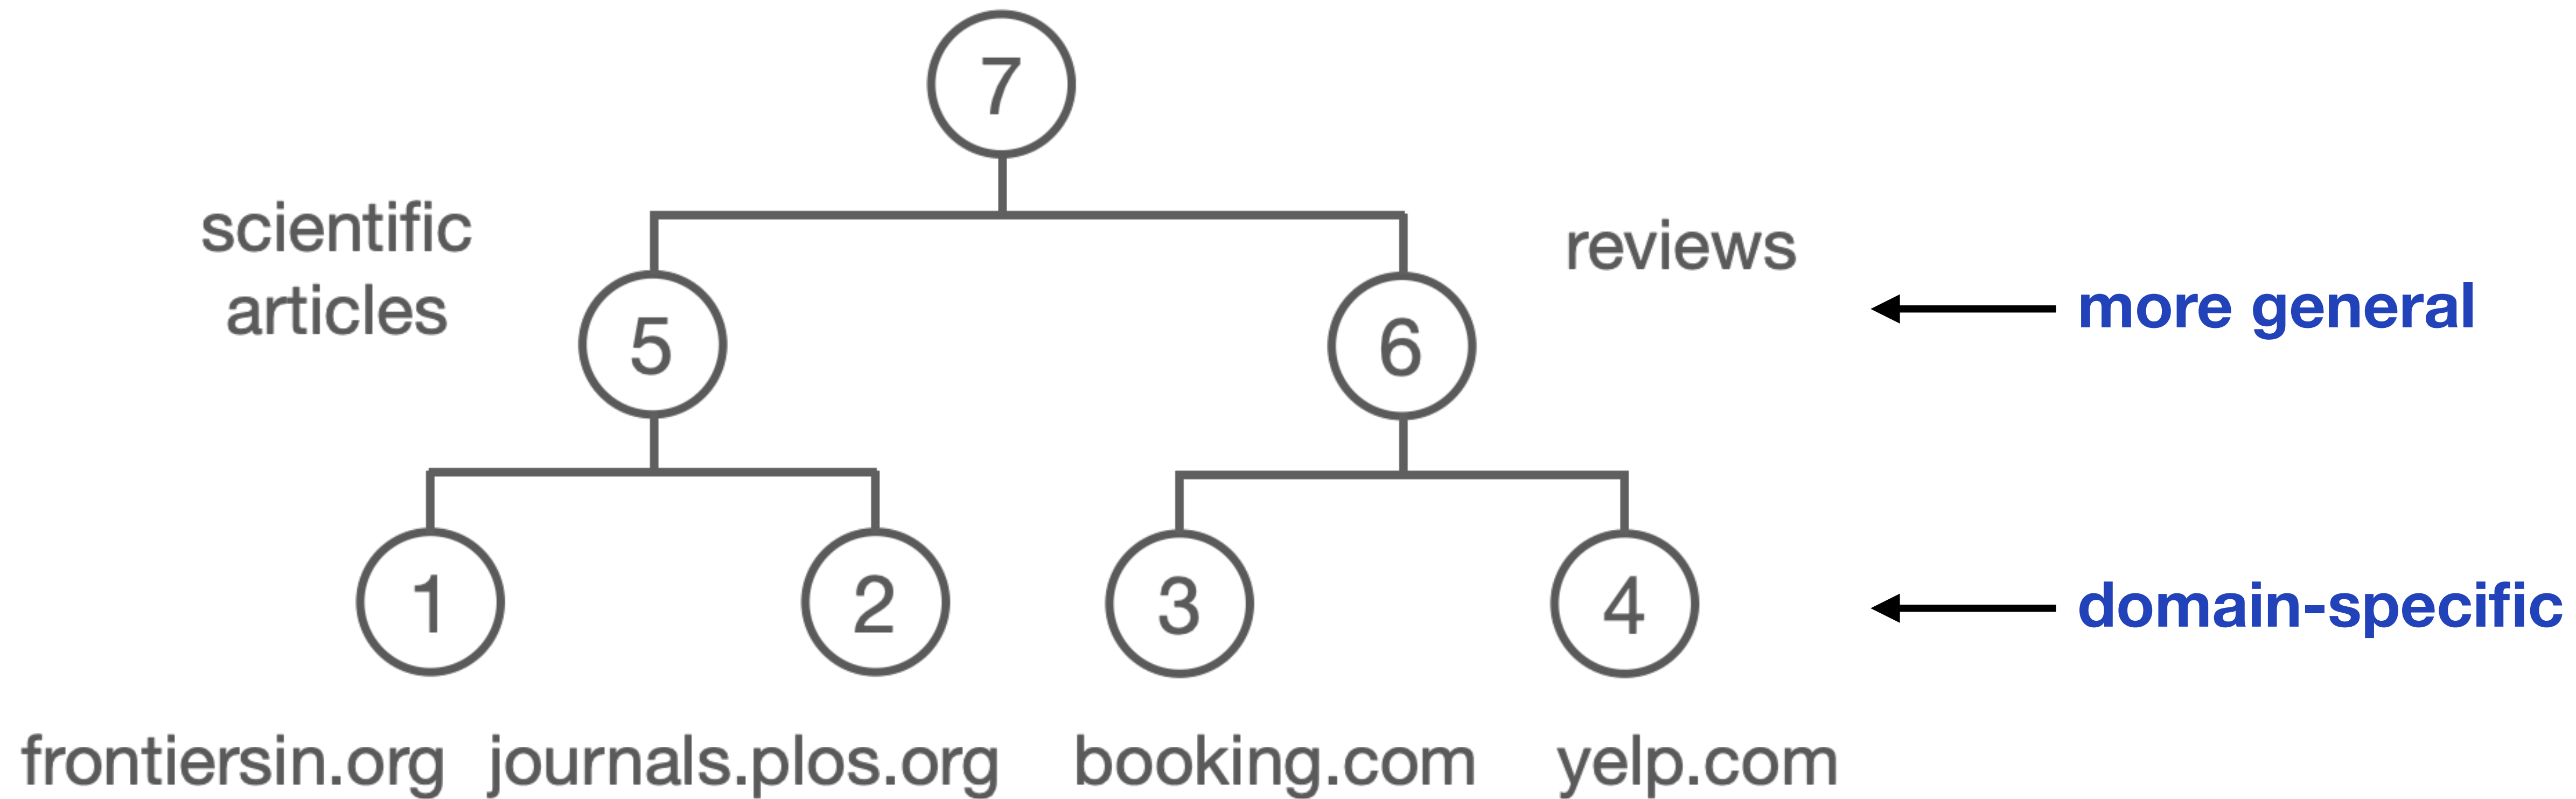 7
scientific
articles
reviews
5
6
more general
1
2
3
4
domain-specific
frontiersin.org journals.plos.org booking.com yelp.com